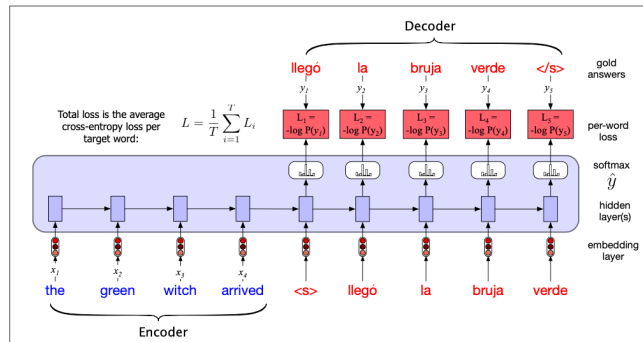 Decoder
llegó la bruja verde </s> gold answers
y1 y2 y3 y4 y5
Total loss is the average cross-entropy loss per target word:
L = 1/T ∑_{i=1}^{T} L_i
L1 = -log P(y1) L2 = -log P(y2) L3 = -log P(y3) L4 = -log P(y4) L5 = -log P(y5) per-word loss
softmax ŷ
hidden layer(s)
embedding layer
x1 x2 x3 x4
the green witch arrived <s> llegó la bruja verde
Encoder